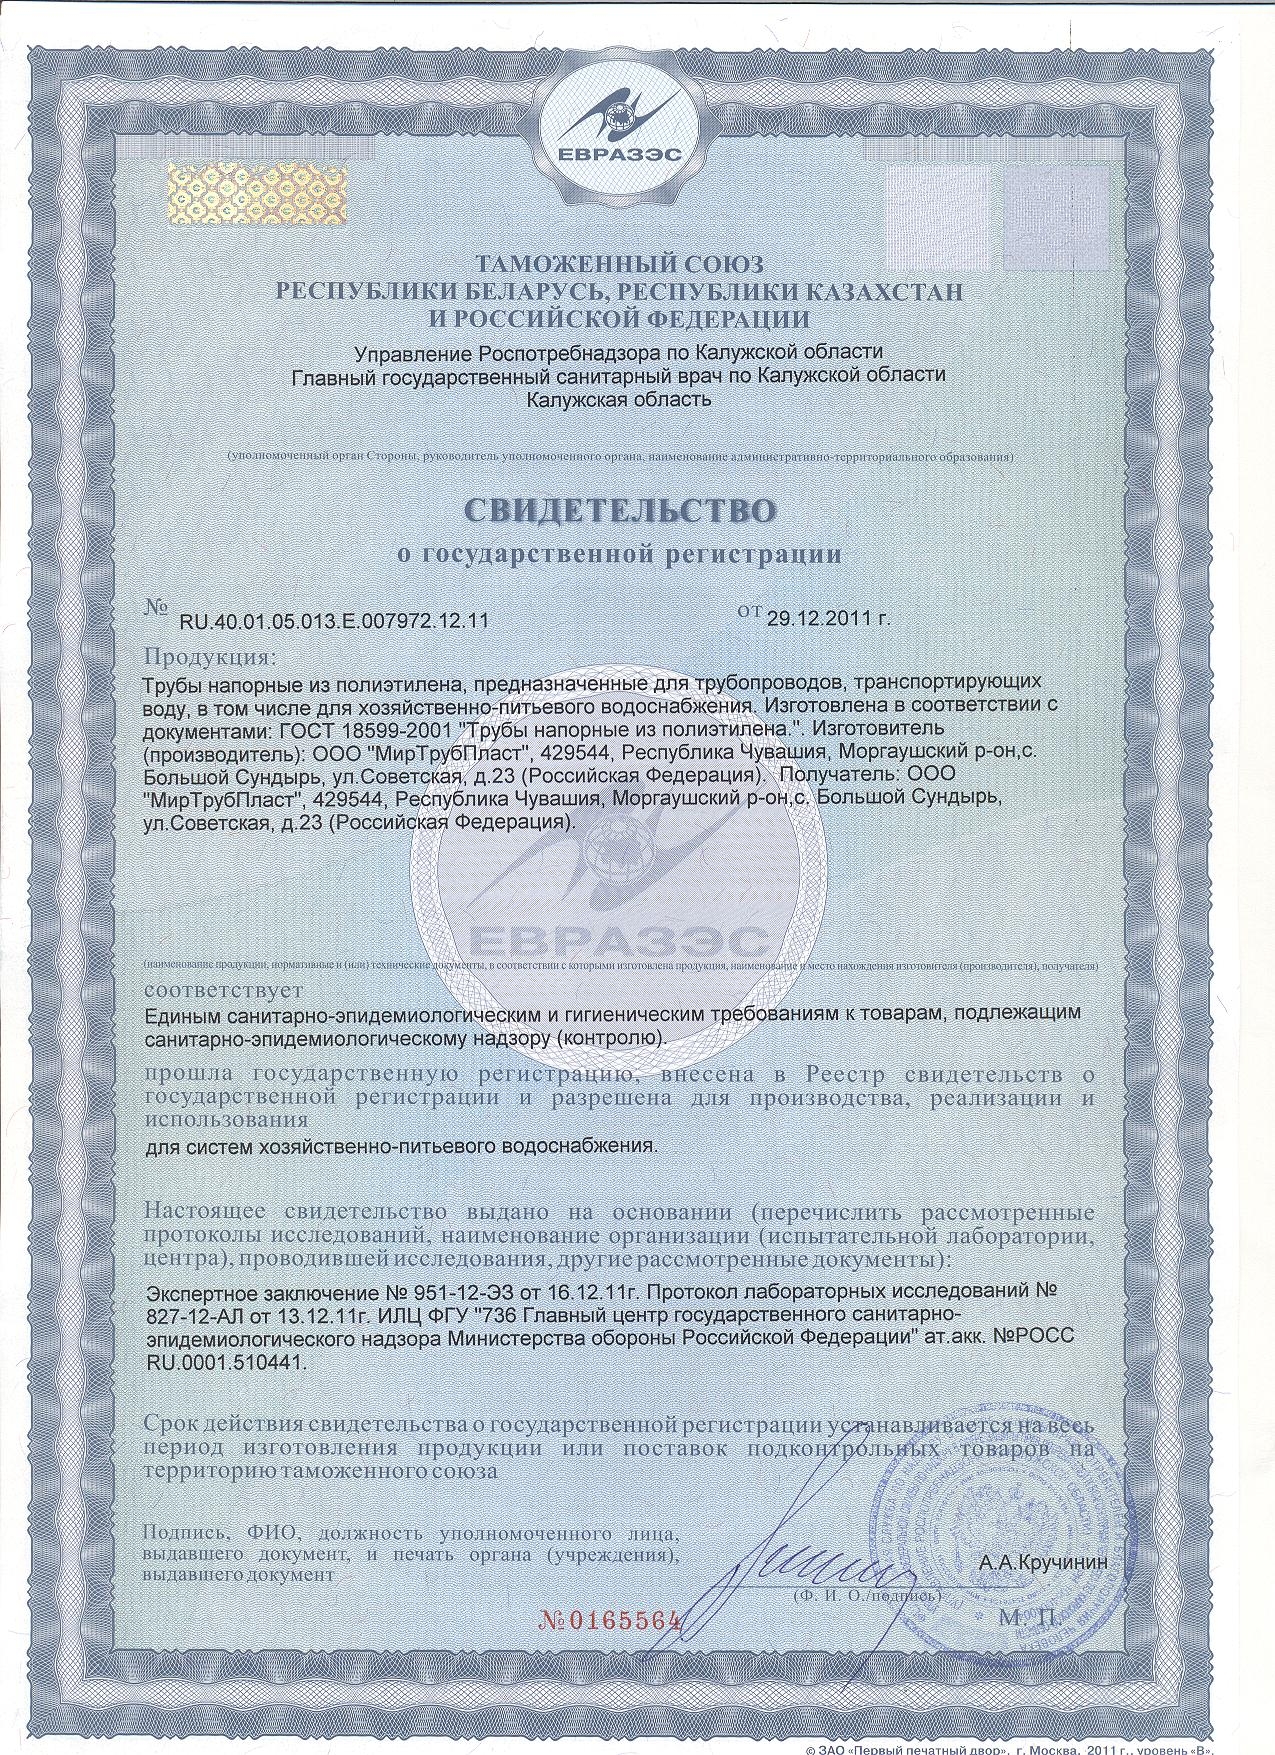 ЕВРАЗЭС
ТАМОЖЕННЫЙ СОЮЗ
РЕСПУБЛИКИ БЕЛАРУСЬ, РЕСПУБЛИКИ КАЗАХСТАН
И РОССИЙСКОЙ ФЕДЕРАЦИИ
Управление Роспотребнадзора по Калужской области
Главный государственный санитарный врач по Калужской области
Калужская область
(уполномоченный орган Стороны, руководитель уполномоченного органа, наименование административно-территориального образования)
СВИДЕТЕЛЬСТВО
о государственной регистрации
№ RU.40.01.05.013.Е.007972.12.11 от 29.12.2011 г.
Продукция:
Трубы напорные из полиэтилена, предназначенные для трубопроводов, транспортирующих
воду, в том числе для хозяйственно-питьевого водоснабжения. Изготовлена в соответствии с
документами: ГОСТ 18599-2001 "Трубы напорные из полиэтилена.". Изготовитель
(производитель): ООО "МирТрубПласт", 429544, Республика Чувашия, Моргаушский р-он,с.
Большой Сундырь, ул.Советская, д.23 (Российская Федерация). Получатель: ООО
"МирТрубПласт", 429544, Республика Чувашия, Моргаушский р-он,с. Большой Сундырь,
ул.Советская, д.23 (Российская Федерация).
ЕВРАЗЭС
(наименование продукции, нормативные и (или) технические документы, в соответствии с которыми изготовлена продукция, наименование и место нахождения изготовителя (производителя), получателя)
соответствует
Единым санитарно-эпидемиологическим и гигиеническим требованиям к товарам, подлежащим
санитарно-эпидемиологическому надзору (контролю).
прошла государственную регистрацию, внесена в Реестр свидетельств о
государственной регистрации и разрешена для производства, реализации и
использования
для систем хозяйственно-питьевого водоснабжения.
Настоящее свидетельство выдано на основании (перечислить рассмотренные
протоколы исследований, наименование организации (испытательной лаборатории,
центра), проводившей исследования, другие рассмотренные документы):
Экспертное заключение № 951-12-ЭЗ от 16.12.11г. Протокол лабораторных исследований №
827-12-АЛ от 13.12.11г. ИЛЦ ФГУ "736 Главный центр государственного санитарно-
эпидемиологического надзора Министерства обороны Российской Федерации" ат.акк. №РОСС
RU.0001.510441.
Срок действия свидетельства о государственной регистрации устанавливается на весь
период изготовления продукции или поставок подконтрольных товаров на
территорию таможенного союза
Подпись, ФИО, должность уполномоченного лица,
выдавшего документ, и печать органа (учреждения),
выдавшего документ
А.А.Кручинин
(Ф. И. О./подпись)
М. П.
№0165564
© ЗАО «Первый печатный двор», г. Москва, 2011 г., уровень «В».